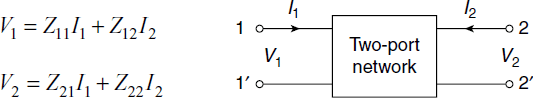 V₁ = Z₁₁I₁ + Z₁₂I₂
V₂ = Z₂₁I₁ + Z₂₂I₂
I₁ I₂
1 2
V₁ Two-port network V₂
1′ 2′